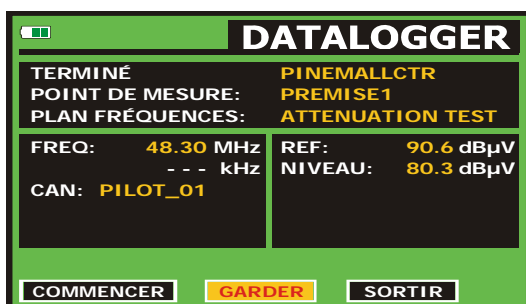 DATALOGGER
TERMINÉ PINEMALLCTR
POINT DE MESURE: PREMISE1
PLAN FRÉQUENCES: ATTENUATION TEST
FREQ: 48.30 MHz
- - - kHz
CAN: PILOT_01
REF: 90.6 dBµV
NIVEAU: 80.3 dBµV
COMMENCER GARDER SORTIR